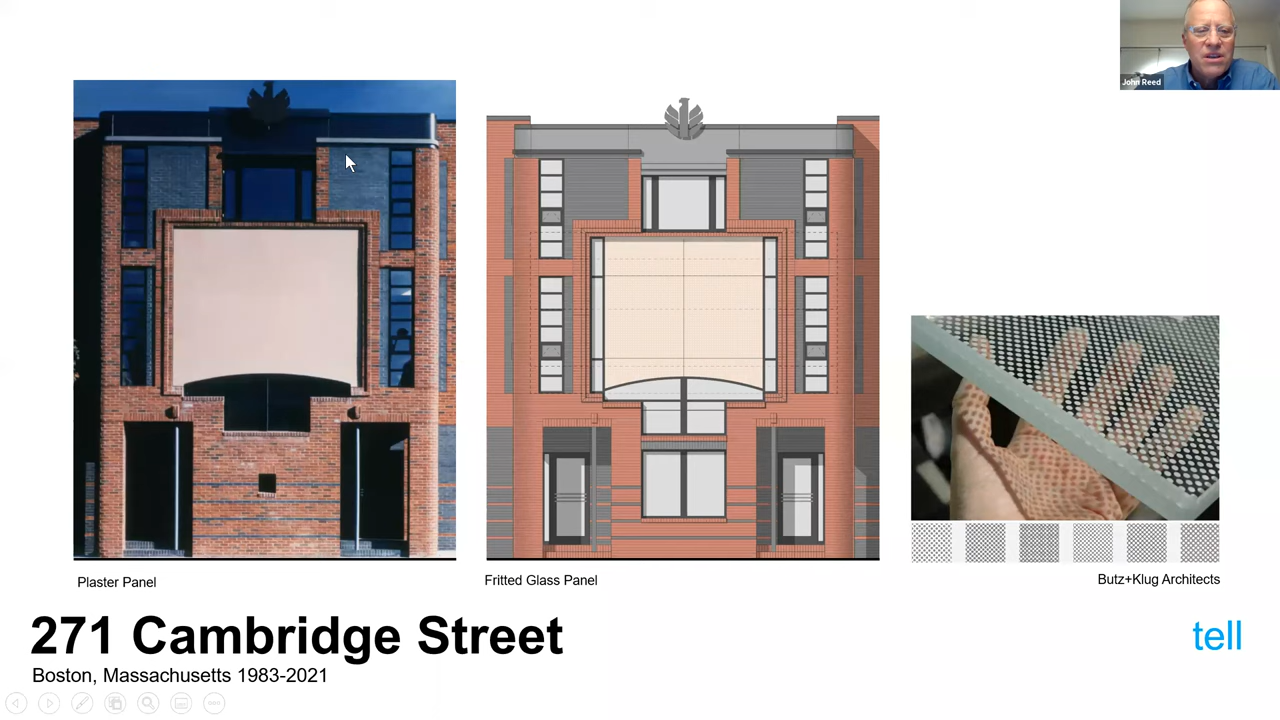 John Reed
Plaster Panel
Fritted Glass Panel
Butz+Klug Architects
271 Cambridge Street
tell
Boston, Massachusetts 1983-2021